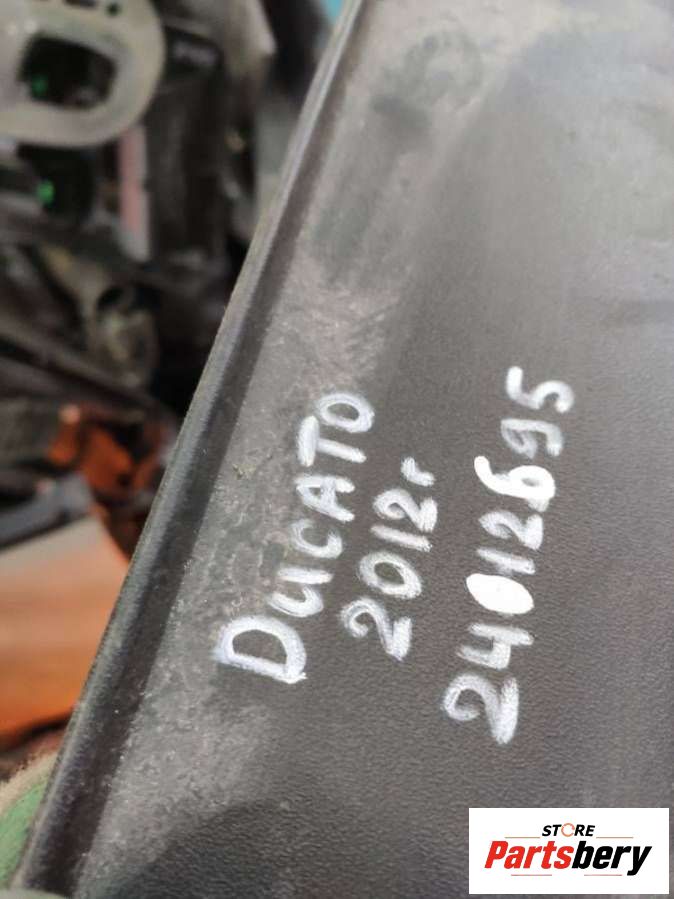 DUCATO
2012г
24012695
STORE
Partsbery